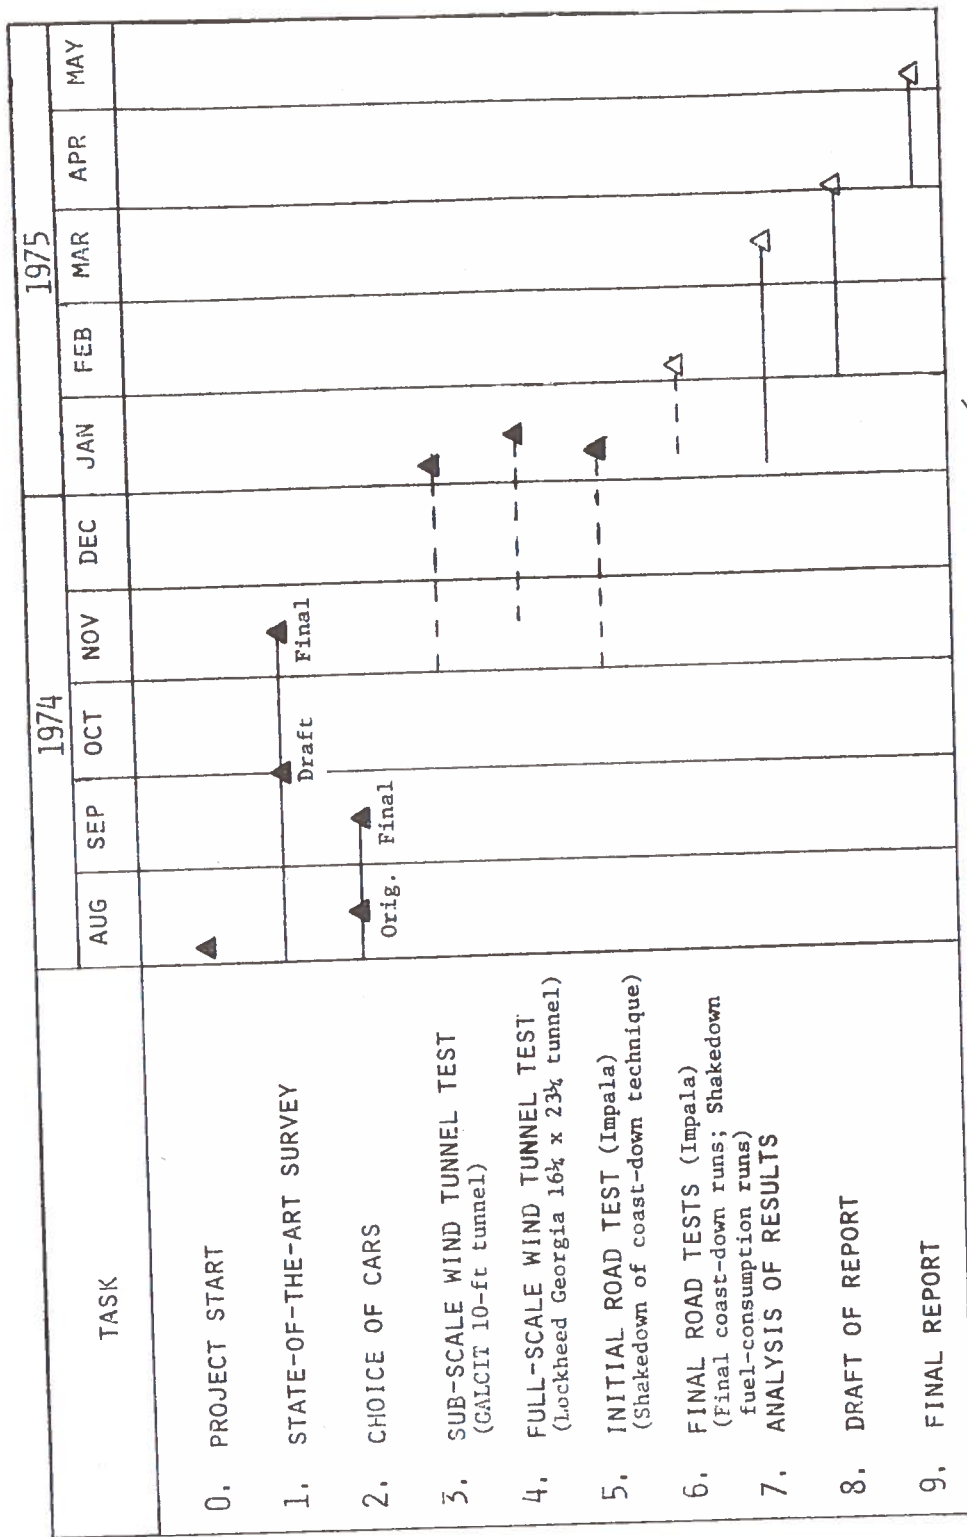 TASK
1974
1975
AUG SEP OCT NOV DEC JAN FEB MAR APR MAY
0. PROJECT START
1. STATE-OF-THE-ART SURVEY
Draft
Final
2. CHOICE OF CARS
Orig. Final
3. SUB-SCALE WIND TUNNEL TEST
(GALCIT 10-ft tunnel)
4. FULL-SCALE WIND TUNNEL TEST
(Lockheed Georgia 16¼ x 23¼ tunnel)
5. INITIAL ROAD TEST (Impala)
(Shakedown of coast-down technique)
6. FINAL ROAD TESTS (Impala)
(Final coast-down runs; Shakedown
fuel-consumption runs)
7. ANALYSIS OF RESULTS
8. DRAFT OF REPORT
9. FINAL REPORT